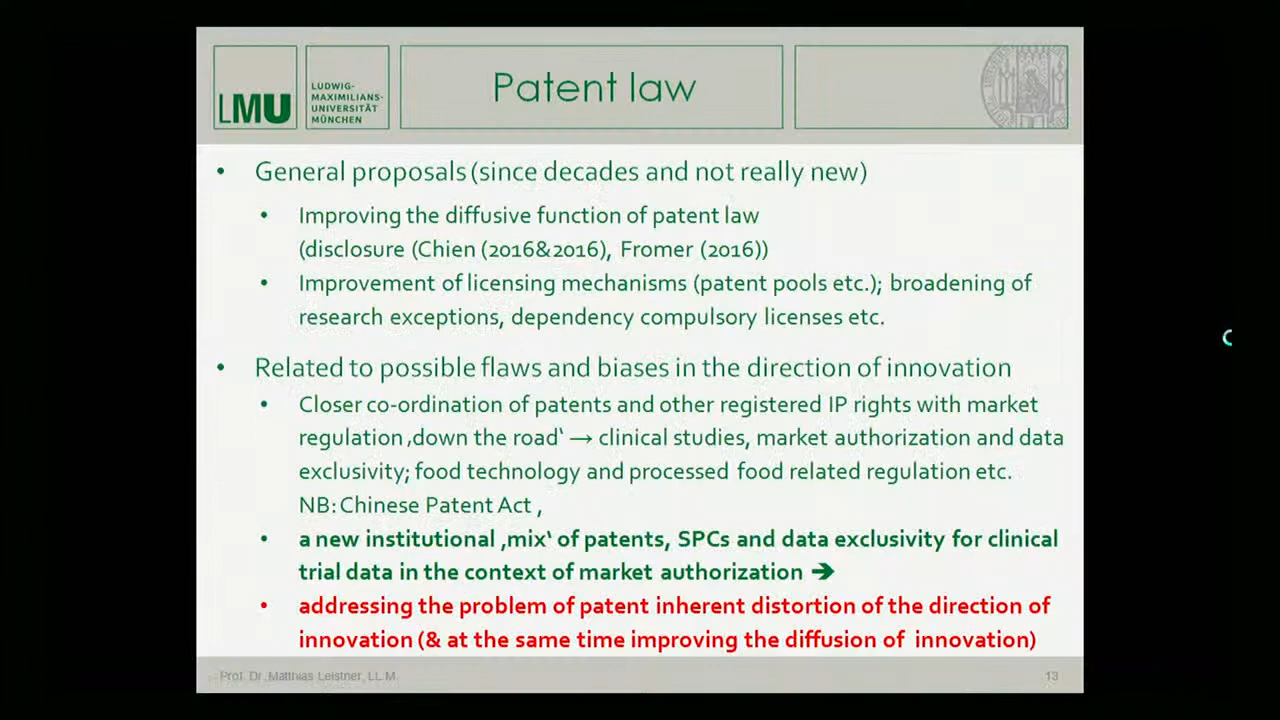 LMU
LUDWIG-
MAXIMILIANS-
UNIVERSITÄT
MÜNCHEN
Patent law
• General proposals (since decades and not really new)
• Improving the diffusive function of patent law
(disclosure (Chien (2016&2016), Fromer (2016))
• Improvement of licensing mechanisms (patent pools etc.); broadening of
research exceptions, dependency compulsory licenses etc.
• Related to possible flaws and biases in the direction of innovation
• Closer co-ordination of patents and other registered IP rights with market
regulation ‚down the road‘ → clinical studies, market authorization and data
exclusivity; food technology and processed food related regulation etc.
NB: Chinese Patent Act ,
• a new institutional ‚mix‘ of patents, SPCs and data exclusivity for clinical
trial data in the context of market authorization ➔
• addressing the problem of patent inherent distortion of the direction of
innovation (& at the same time improving the diffusion of innovation)
Prof. Dr. Matthias Leistner, LL.M.
13